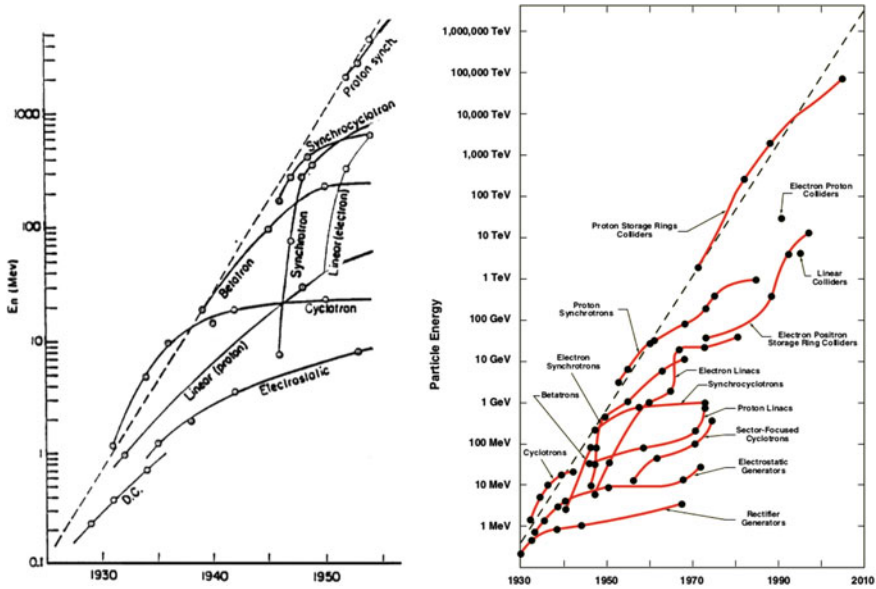 Proton synch.
1000
Synchrocyclotron
100
En (Mev)
Betatron
Synchrotron
Linear (electron)
Cyclotron
10
Linear (proton)
Electrostatic
1
D.C.
0.1
1930
1940
1950
1,000,000 TeV
100,000 TeV
10,000 TeV
1,000 TeV
100 TeV
10 TeV
1 TeV
100 GeV
10 GeV
1 GeV
100 MeV
10 MeV
1 MeV
Particle Energy
Electron Proton
Colliders
Proton Storage Rings
Colliders
Linear
Colliders
Proton
Synchrotrons
Electron Positron
Storage Ring Colliders
Electron
Synchrotrons
Electron Linacs
Synchrocyclotrons
Betatrons
Proton Linacs
Sector-Focused
Cyclotrons
Cyclotrons
Electrostatic
Generators
Rectifier
Generators
1930
1950
1970
1990
2010